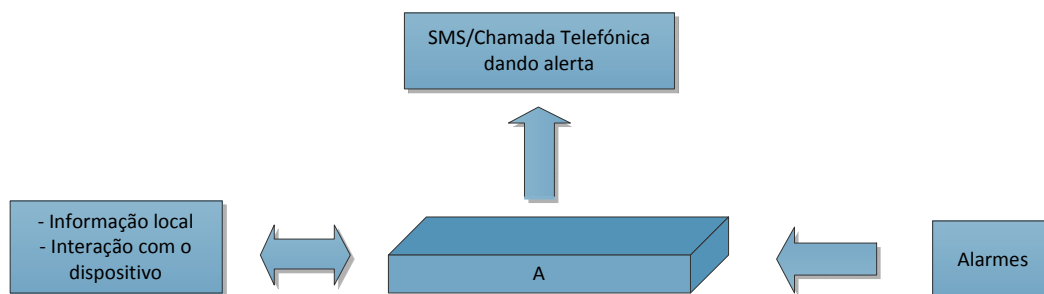 SMS/Chamada Telefónica
dando alerta
- Informação local
- Interação com o
dispositivo
A
Alarmes